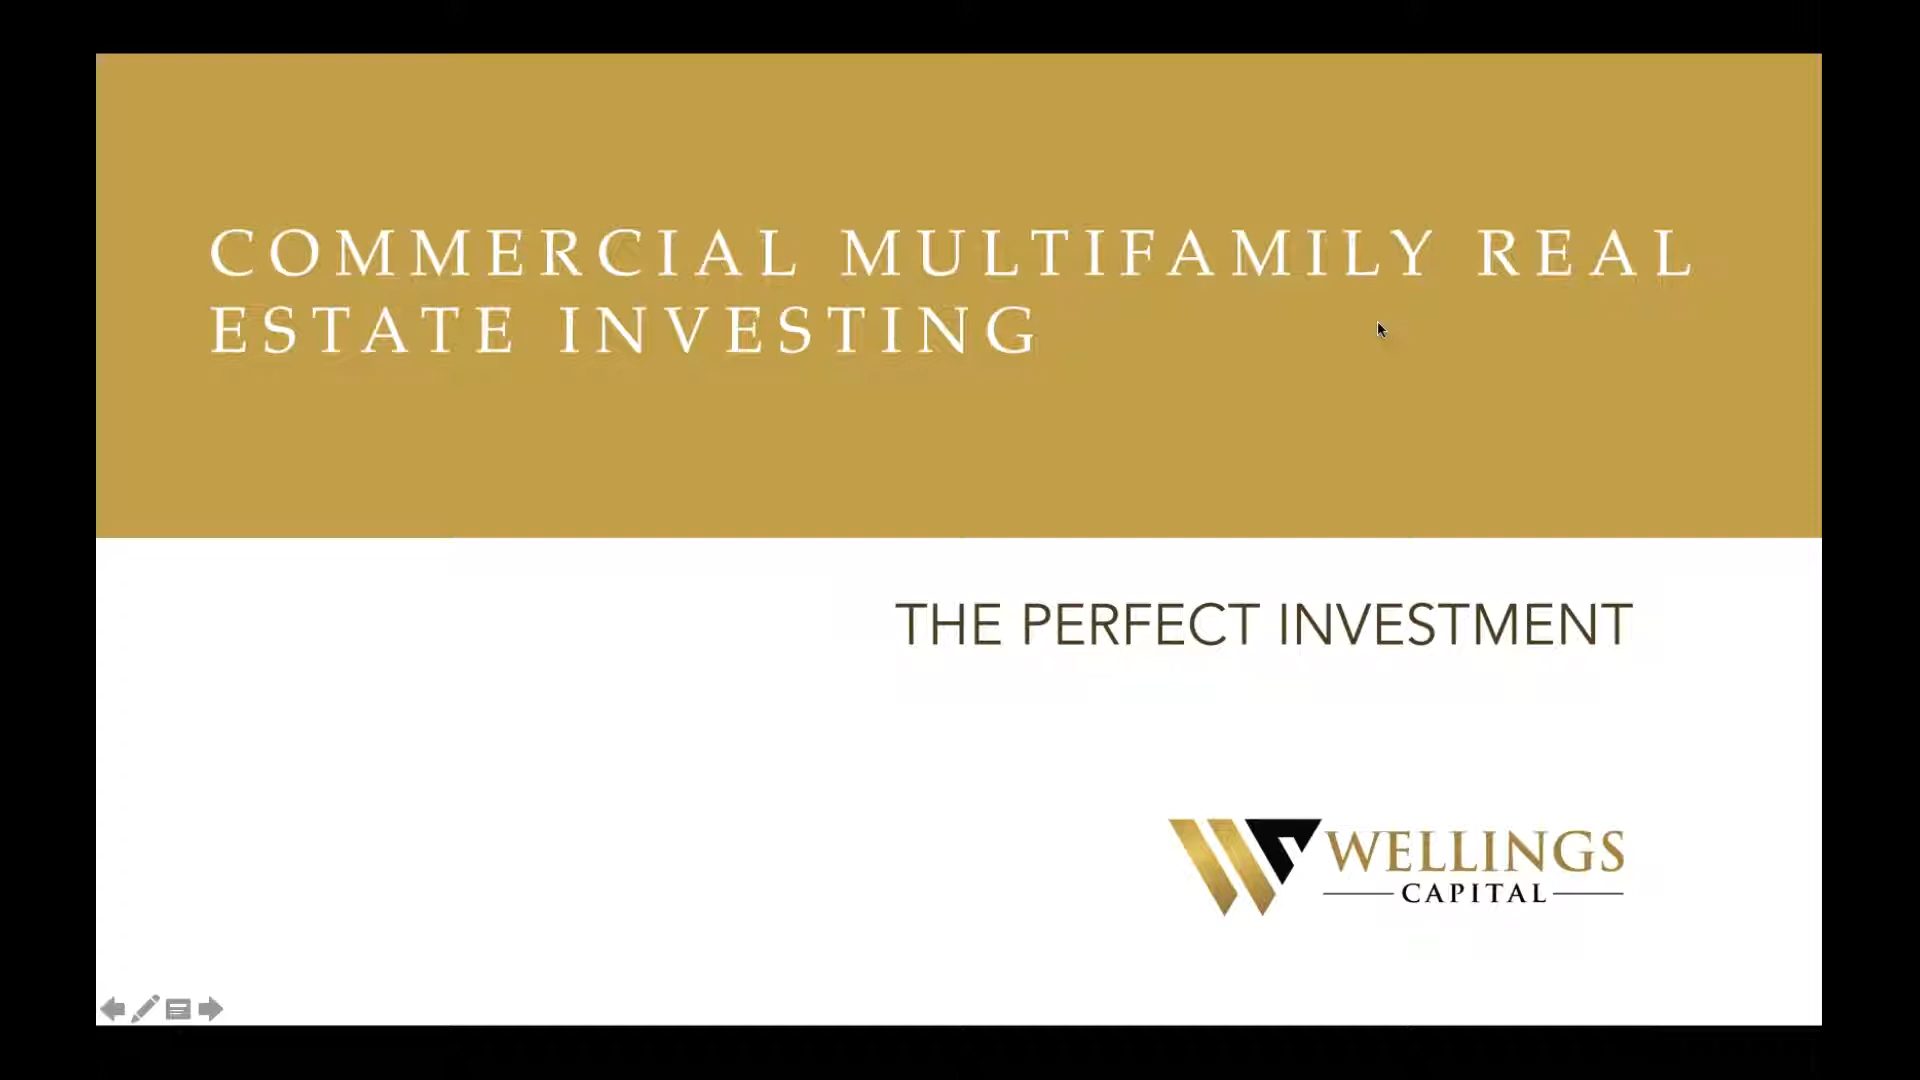 COMMERCIAL MULTIFAMILY REAL
ESTATE INVESTING
THE PERFECT INVESTMENT
WELLINGS
CAPITAL